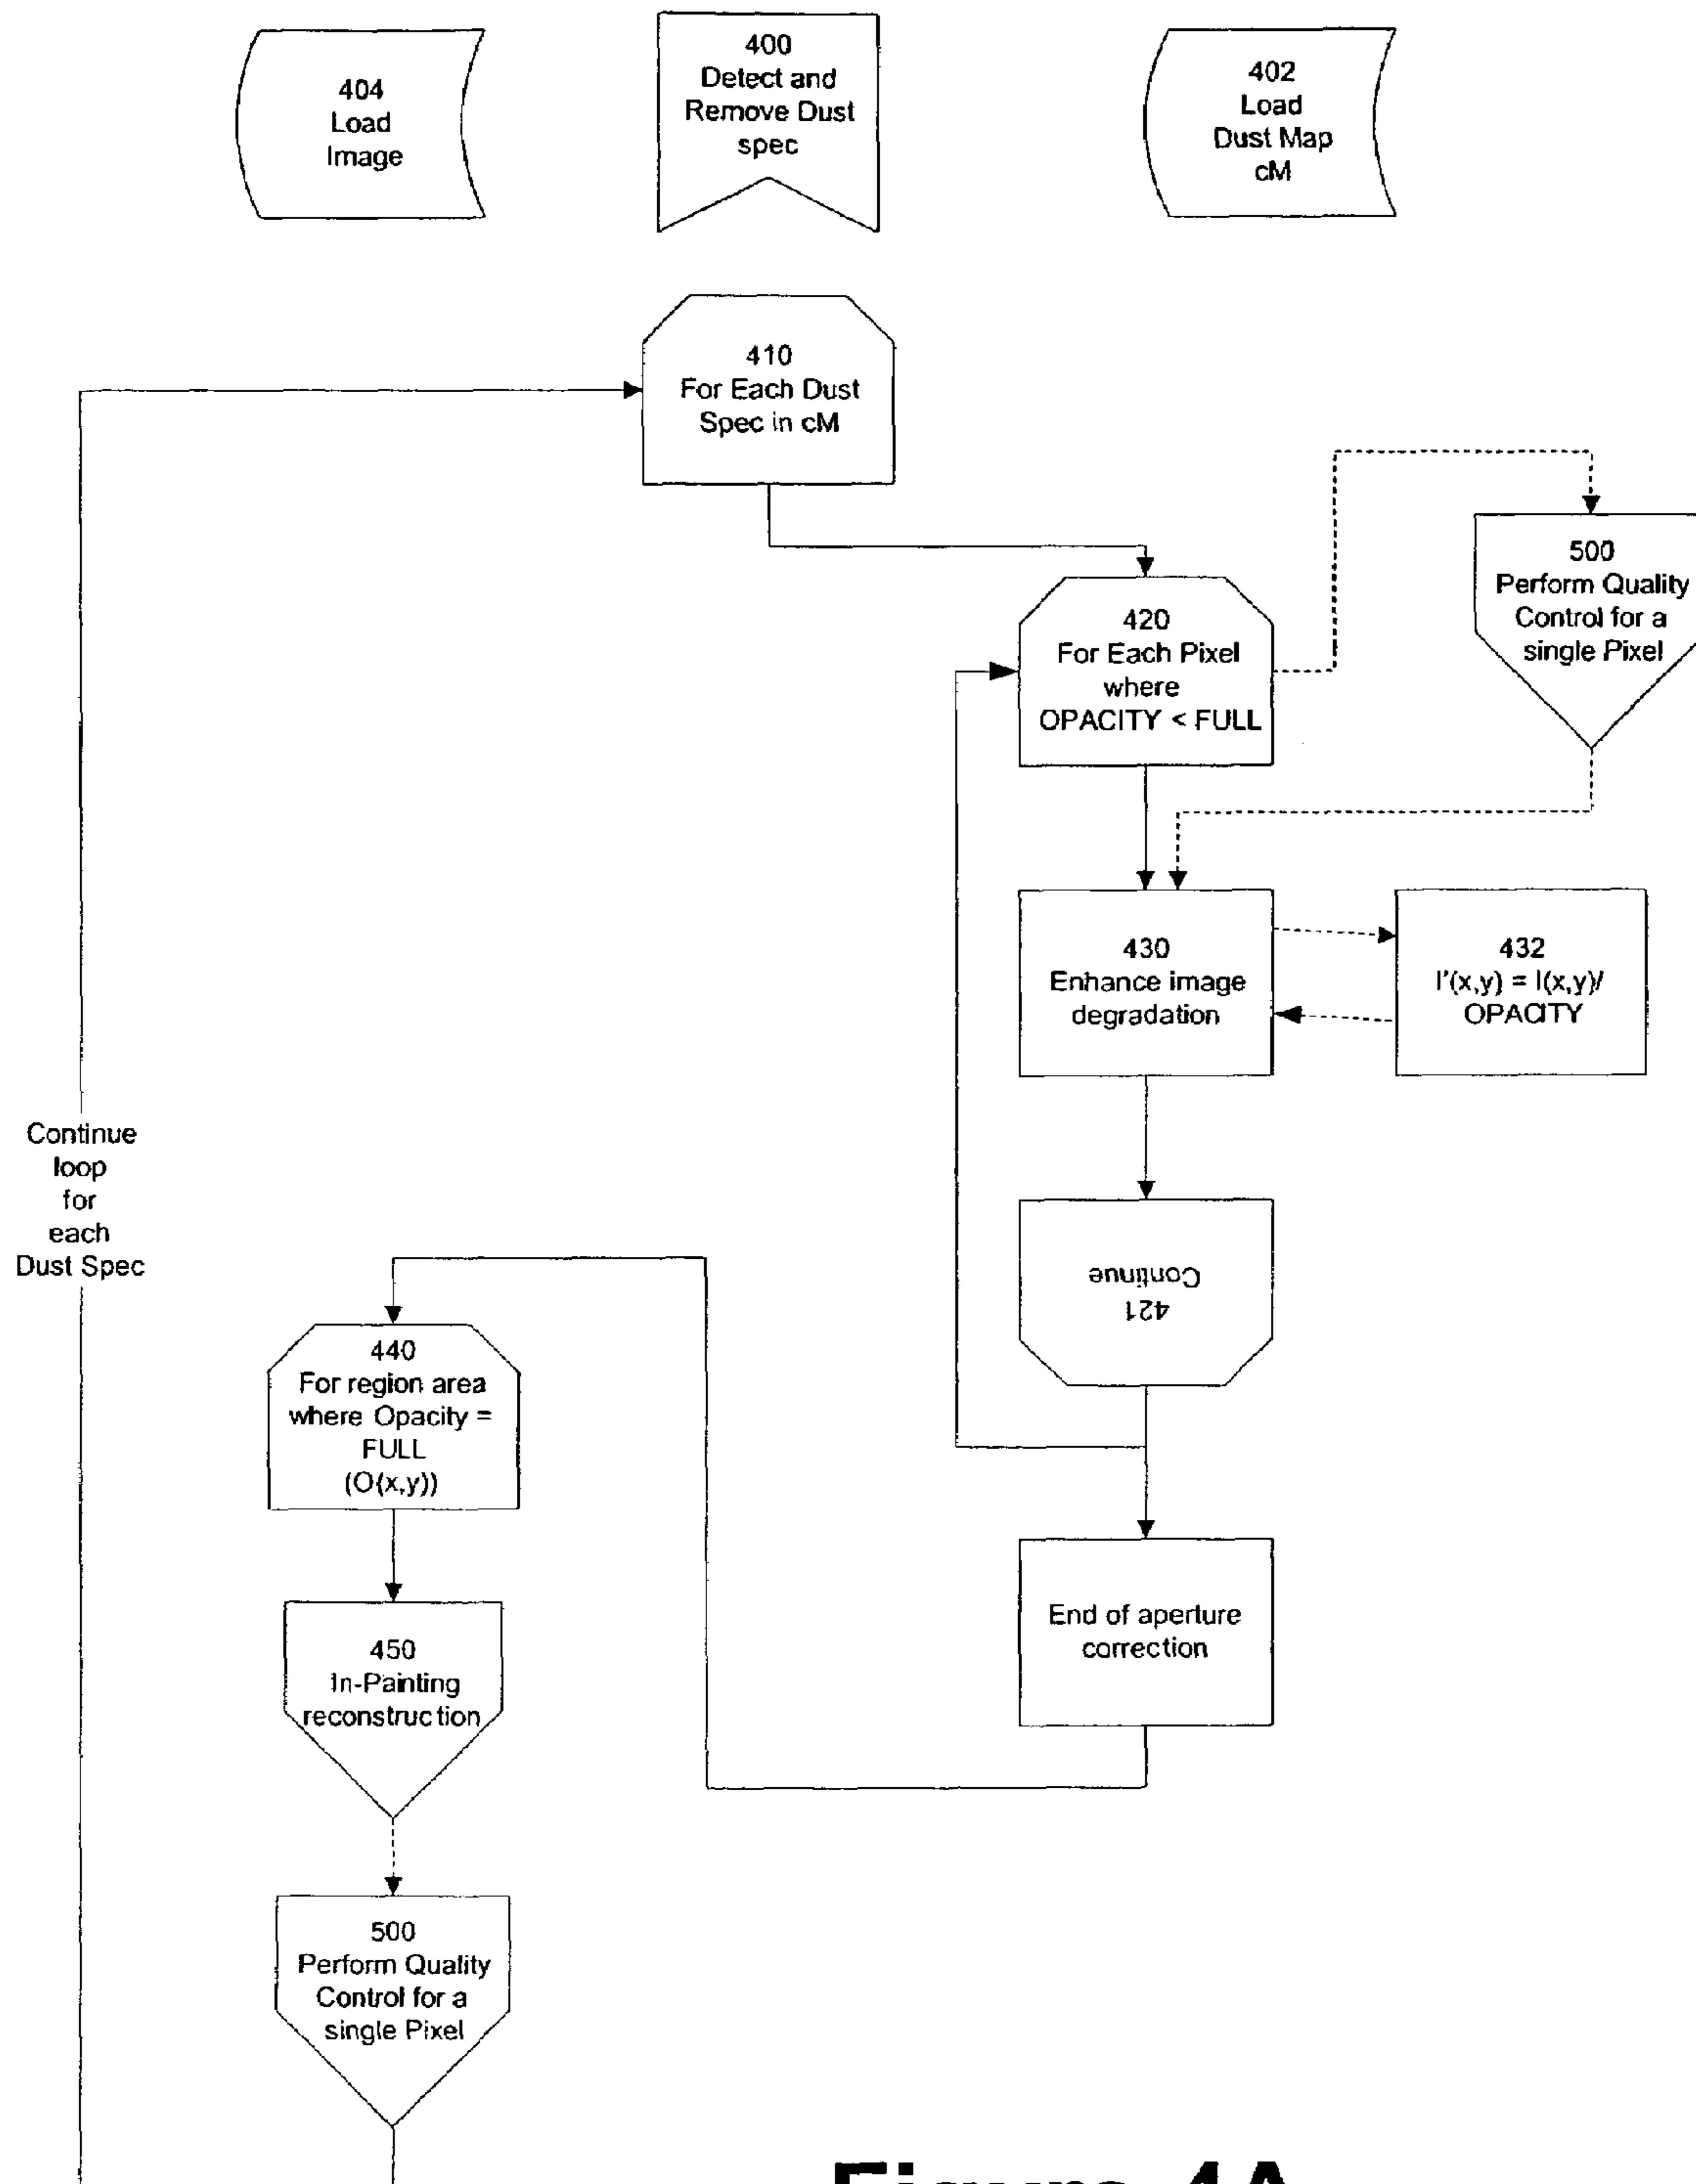 404
Load
Image
400
Detect and
Remove Dust
spec
402
Load
Dust Map
cM
410
For Each Dust
Spec in cM
500
Perform Quality
Control for a
single Pixel
420
For Each Pixel
where
OPACITY < FULL
430
Enhance image
degradation
432
I'(x,y) = I(x,y)/
OPACITY
Continue
loop
for
each
Dust Spec
421
Continue
440
For region area
where Opacity =
FULL
(O(x,y))
450
In-Painting
reconstruction
End of aperture
correction
500
Perform Quality
Control for a
single Pixel
Figure 4A